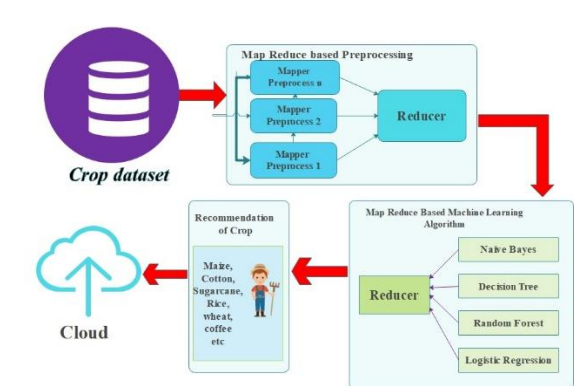 Map Reduce based Preprocessing
Mapper
Preprocess n
Mapper
Preprocess 2
Mapper
Preprocess 1
Reducer
Crop dataset
Recommendation
of Crop
Maize,
Cotton,
Sugarcane,
Rice,
wheat,
coffee
etc
Cloud
Map Reduce Based Machine Learning
Algorithm
Naive Bayes
Decision Tree
Random Forest
Logistic Regression
Reducer